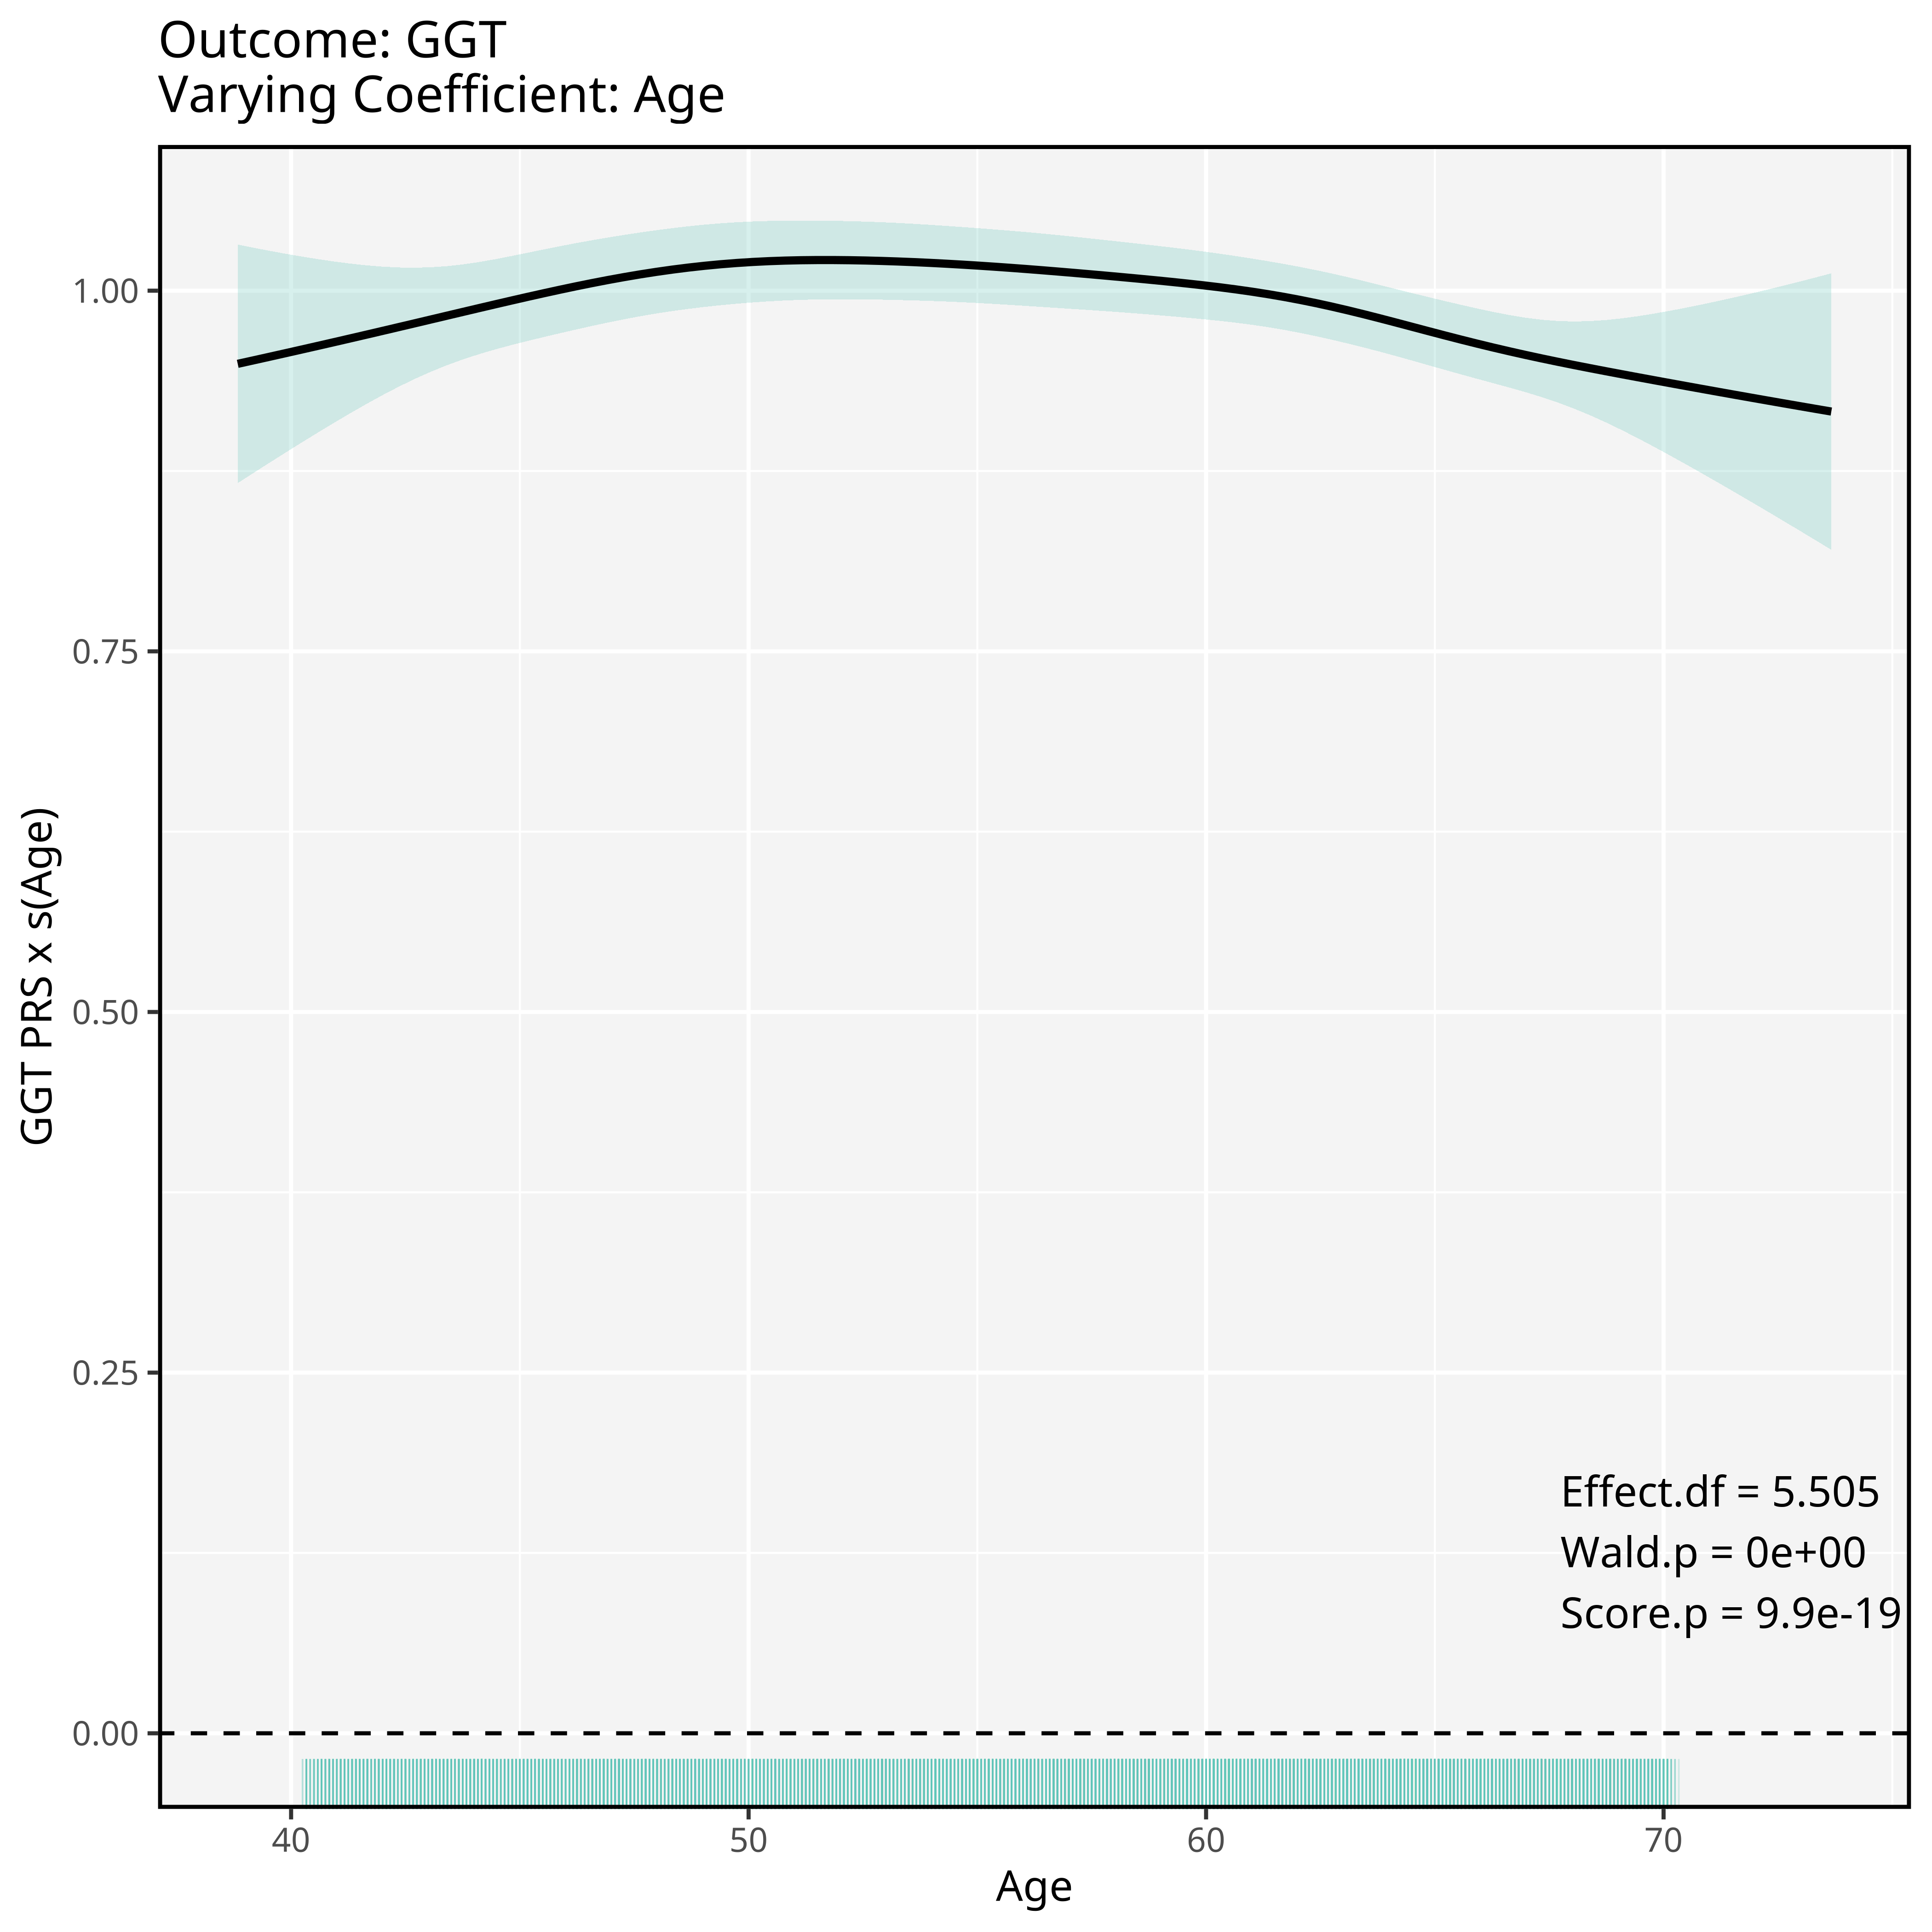 Outcome: GGT
Varying Coefficient: Age
1.00
0.75
0.50
0.25
0.00
GGT PRS x s(Age)
Effect.df = 5.505
Wald.p = 0e+00
Score.p = 9.9e-19
40 50 60 70
Age